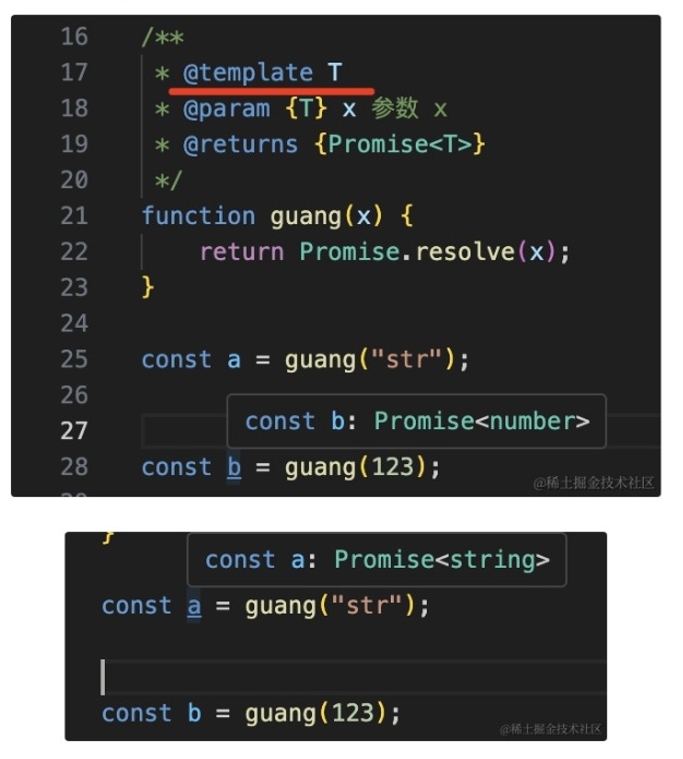 16 /**
17 * @template T
18 * @param {T} x 参数 x
19 * @returns {Promise<T>}
20 */
21 function guang(x) {
22 return Promise.resolve(x);
23 }
24
25 const a = guang("str");
26
const b: Promise<number>
27
28 const b = guang(123);
@稀土掘金技术社区
}
const a: Promise<string>
const a = guang("str");
const b = guang(123);
@稀土掘金技术社区